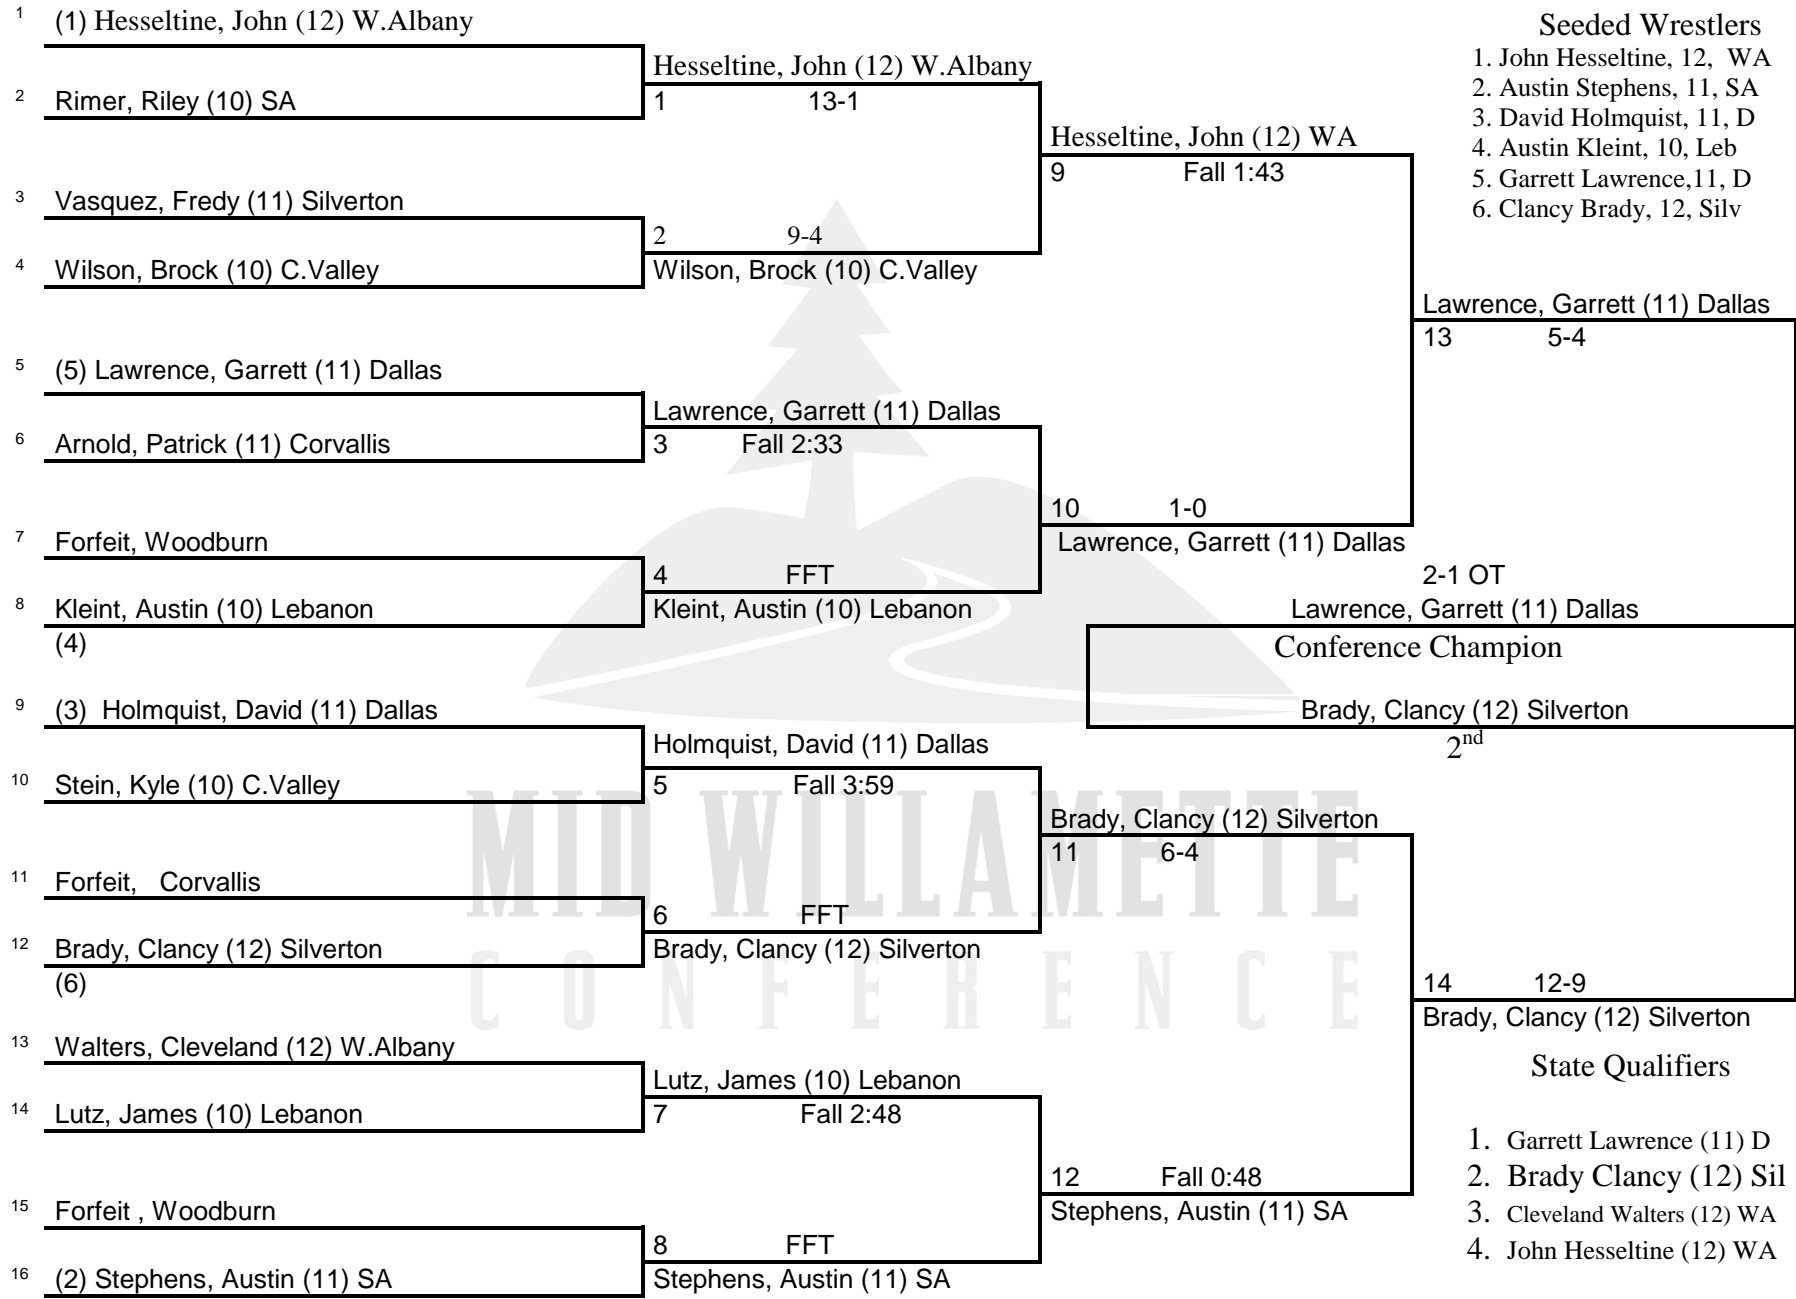 1 (1) Hesseltine, John (12) W.Albany
Hesseltine, John (12) W.Albany
2 Rimer, Riley (10) SA
1 13-1
Hesseltine, John (12) WA
9 Fall 1:43
3 Vasquez, Fredy (11) Silverton
2 9-4
4 Wilson, Brock (10) C.Valley
Wilson, Brock (10) C.Valley
Seeded Wrestlers
1. John Hesseltine, 12, WA
2. Austin Stephens, 11, SA
3. David Holmquist, 11, D
4. Austin Kleint, 10, Leb
5. Garrett Lawrence,11, D
6. Clancy Brady, 12, Silv
Lawrence, Garrett (11) Dallas
13 5-4
5 (5) Lawrence, Garrett (11) Dallas
Lawrence, Garrett (11) Dallas
6 Arnold, Patrick (11) Corvallis
3 Fall 2:33
10 1-0
Lawrence, Garrett (11) Dallas
7 Forfeit, Woodburn
4 FFT
8 Kleint, Austin (10) Lebanon
Kleint, Austin (10) Lebanon
(4)
2-1 OT
Lawrence, Garrett (11) Dallas
Conference Champion
Brady, Clancy (12) Silverton
2nd
9 (3) Holmquist, David (11) Dallas
Holmquist, David (11) Dallas
10 Stein, Kyle (10) C.Valley
5 Fall 3:59
MID WILLAMETTE
CONFERENCE
Brady, Clancy (12) Silverton
11 6-4
11 Forfeit, Corvallis
6 FFT
12 Brady, Clancy (12) Silverton
Brady, Clancy (12) Silverton
(6)
14 12-9
Brady, Clancy (12) Silverton
13 Walters, Cleveland (12) W.Albany
Lutz, James (10) Lebanon
14 Lutz, James (10) Lebanon
7 Fall 2:48
12 Fall 0:48
Stephens, Austin (11) SA
15 Forfeit , Woodburn
8 FFT
16 (2) Stephens, Austin (11) SA
Stephens, Austin (11) SA
State Qualifiers
1. Garrett Lawrence (11) D
2. Brady Clancy (12) Sil
3. Cleveland Walters (12) WA
4. John Hesseltine (12) WA